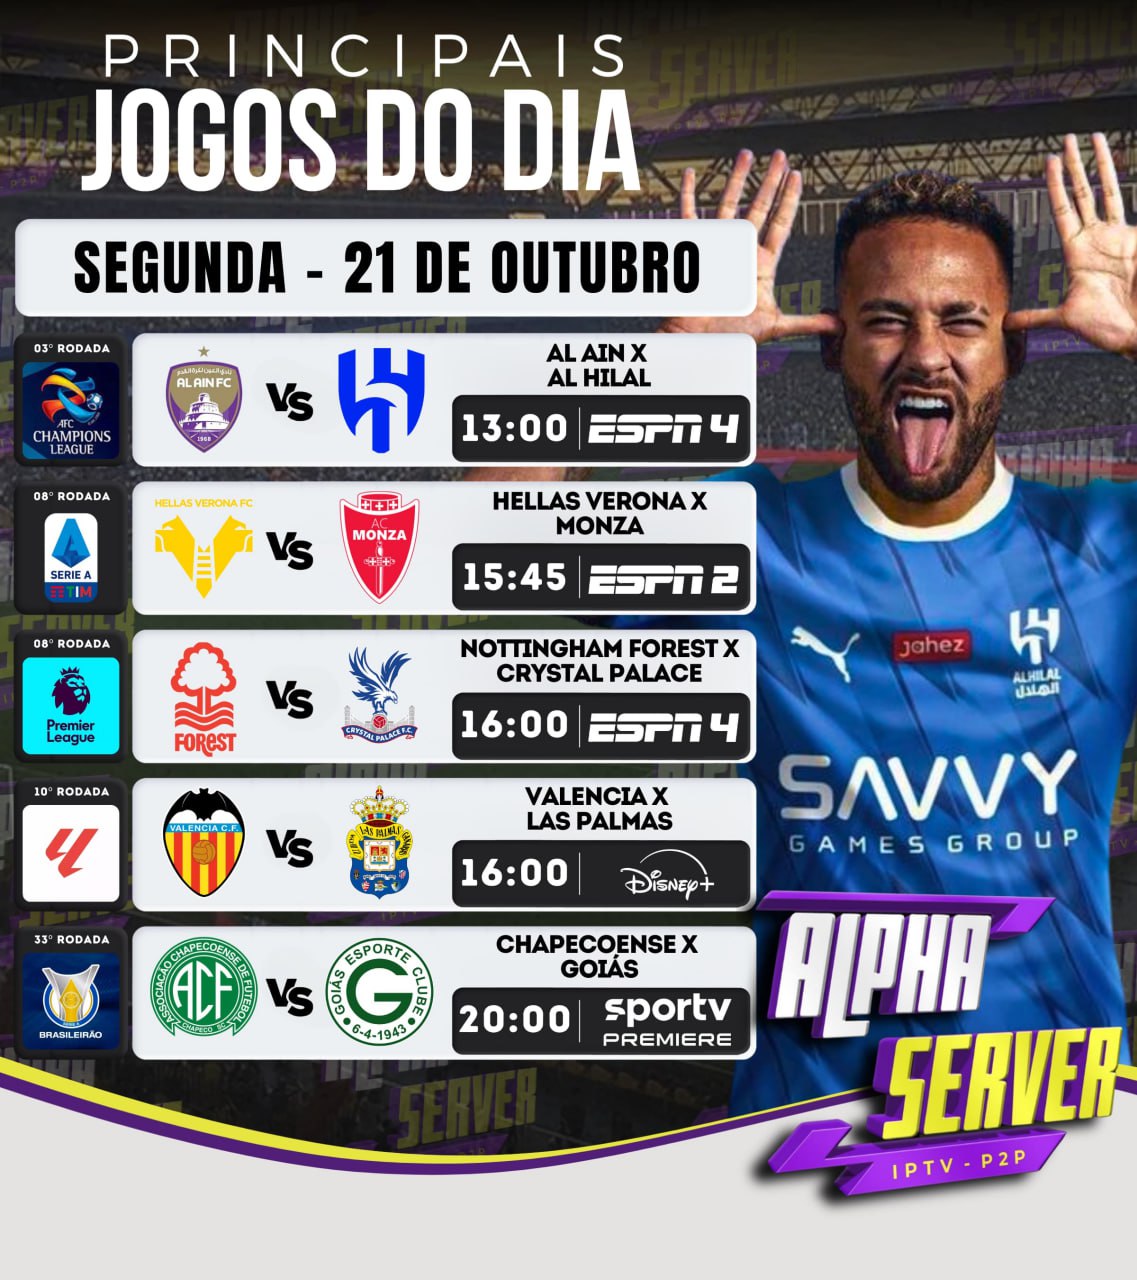 PRINCIPAIS
JOGOS DO DIA
SEGUNDA - 21 DE OUTUBRO
03° RODADA
AFC
CHAMPIONS
LEAGUE
AL AIN FC
1968
VS
AL AIN X
AL HILAL
13:00 ESPN 4
08° RODADA
SERIE A
TIM
HELLAS VERONA FC
VS
AC
MONZA
HELLAS VERONA X
MONZA
15:45 ESPN 2
08° RODADA
Premier
League
FOREST
VS
CRYSTAL PALACE F.C.
NOTTINGHAM FOREST X
CRYSTAL PALACE
16:00 ESPN 4
10° RODADA
VALENCIA C.F.
VS
LAS PALMAS
VALENCIA X
LAS PALMAS
16:00 Disney+
33° RODADA
BRASILEIRÃO
ASSOCIAÇÃO CHAPECOENSE DE FUTEBOL
ACF
CHAPECÓ SC
VS
GOIÁS ESPORTE CLUBE
G
6-4-1943
CHAPECOENSE X
GOIÁS
20:00 sportv
PREMIERE
jahez
ALHILAL
الهلال
SAVVY
GAMES GROUP
ALPHA
SERVER
IPTV - P2P